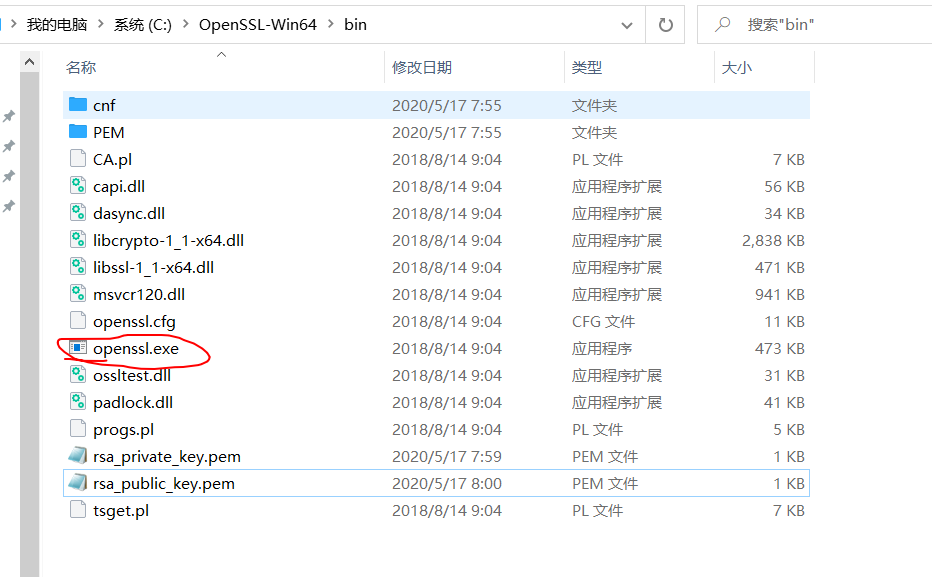 我的电脑 > 系统 (C:) > OpenSSL-Win64 > bin 搜索"bin"
名称 修改日期 类型 大小
cnf 2020/5/17 7:55 文件夹
PEM 2020/5/17 7:55 文件夹
CA.pl 2018/8/14 9:04 PL 文件 7 KB
capi.dll 2018/8/14 9:04 应用程序扩展 56 KB
dasync.dll 2018/8/14 9:04 应用程序扩展 34 KB
libcrypto-1_1-x64.dll 2018/8/14 9:04 应用程序扩展 2,838 KB
libssl-1_1-x64.dll 2018/8/14 9:04 应用程序扩展 471 KB
msvcr120.dll 2018/8/14 9:04 应用程序扩展 941 KB
openssl.cfg 2018/8/14 9:04 CFG 文件 11 KB
openssl.exe 2018/8/14 9:04 应用程序 473 KB
ossltest.dll 2018/8/14 9:04 应用程序扩展 31 KB
padlock.dll 2018/8/14 9:04 应用程序扩展 41 KB
progs.pl 2018/8/14 9:04 PL 文件 5 KB
rsa_private_key.pem 2020/5/17 7:59 PEM 文件 1 KB
rsa_public_key.pem 2020/5/17 8:00 PEM 文件 1 KB
tsget.pl 2018/8/14 9:04 PL 文件 7 KB